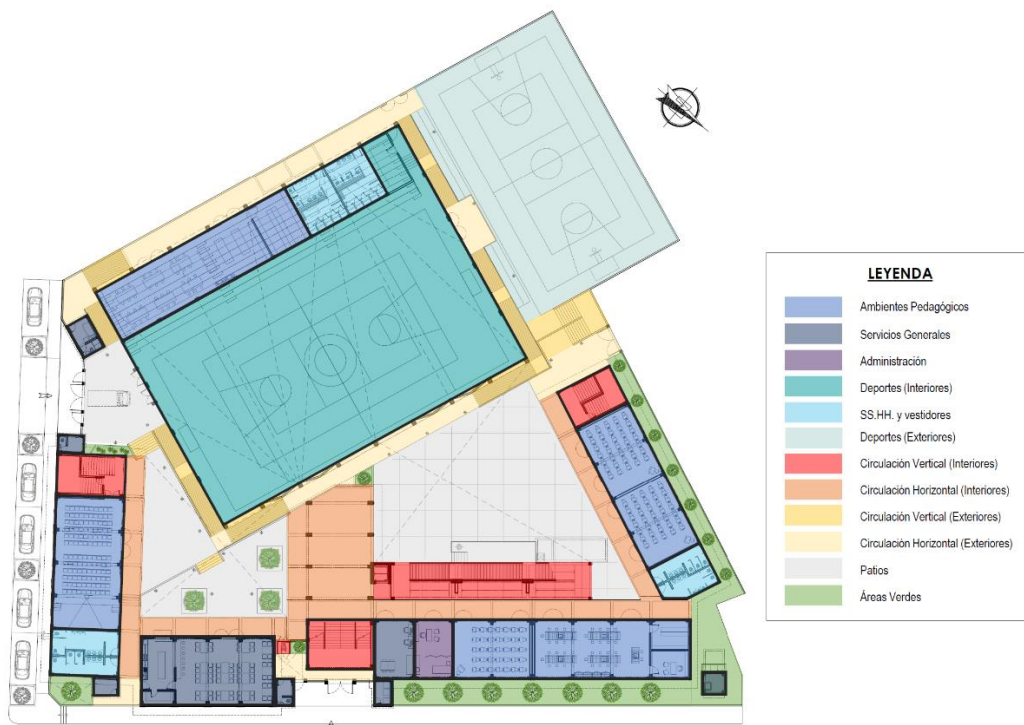 LEYENDA
Ambientes Pedagógicos
Servicios Generales
Administración
Deportes (Interiores)
SS.HH. y vestidores
Deportes (Exteriores)
Circulación Vertical (Interiores)
Circulación Horizontal (Interiores)
Circulación Vertical (Exteriores)
Circulación Horizontal (Exteriores)
Patios
Áreas Verdes